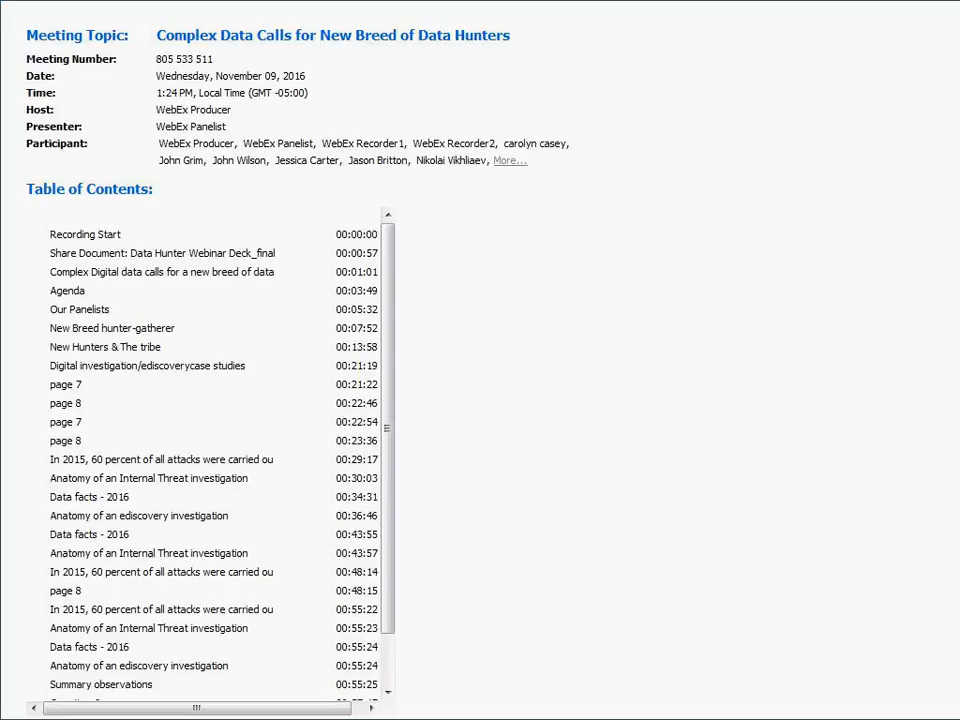 Meeting Topic: Complex Data Calls for New Breed of Data Hunters
Meeting Number: 805 533 511
Date: Wednesday, November 09, 2016
Time: 1:24 PM, Local Time (GMT -05:00)
Host: WebEx Producer
Presenter: WebEx Panelist
Participant: WebEx Producer, WebEx Panelist, WebEx Recorder1, WebEx Recorder2, carolyn casey,
John Grim, John Wilson, Jessica Carter, Jason Britton, Nikolai Vikhliaev, More...
Table of Contents:
Recording Start 00:00:00
Share Document: Data Hunter Webinar Deck_final 00:00:57
Complex Digital data calls for a new breed of data 00:01:01
Agenda 00:03:49
Our Panelists 00:05:32
New Breed hunter-gatherer 00:07:52
New Hunters & The tribe 00:13:58
Digital investigation/ediscoverycase studies 00:21:19
page 7 00:21:22
page 8 00:22:46
page 7 00:22:54
page 8 00:23:36
In 2015, 60 percent of all attacks were carried ou 00:29:17
Anatomy of an Internal Threat investigation 00:30:03
Data facts - 2016 00:34:31
Anatomy of an ediscovery investigation 00:36:46
Data facts - 2016 00:43:55
Anatomy of an Internal Threat investigation 00:43:57
In 2015, 60 percent of all attacks were carried ou 00:48:14
page 8 00:48:15
In 2015, 60 percent of all attacks were carried ou 00:55:22
Anatomy of an Internal Threat investigation 00:55:23
Data facts - 2016 00:55:24
Anatomy of an ediscovery investigation 00:55:24
Summary observations 00:55:25